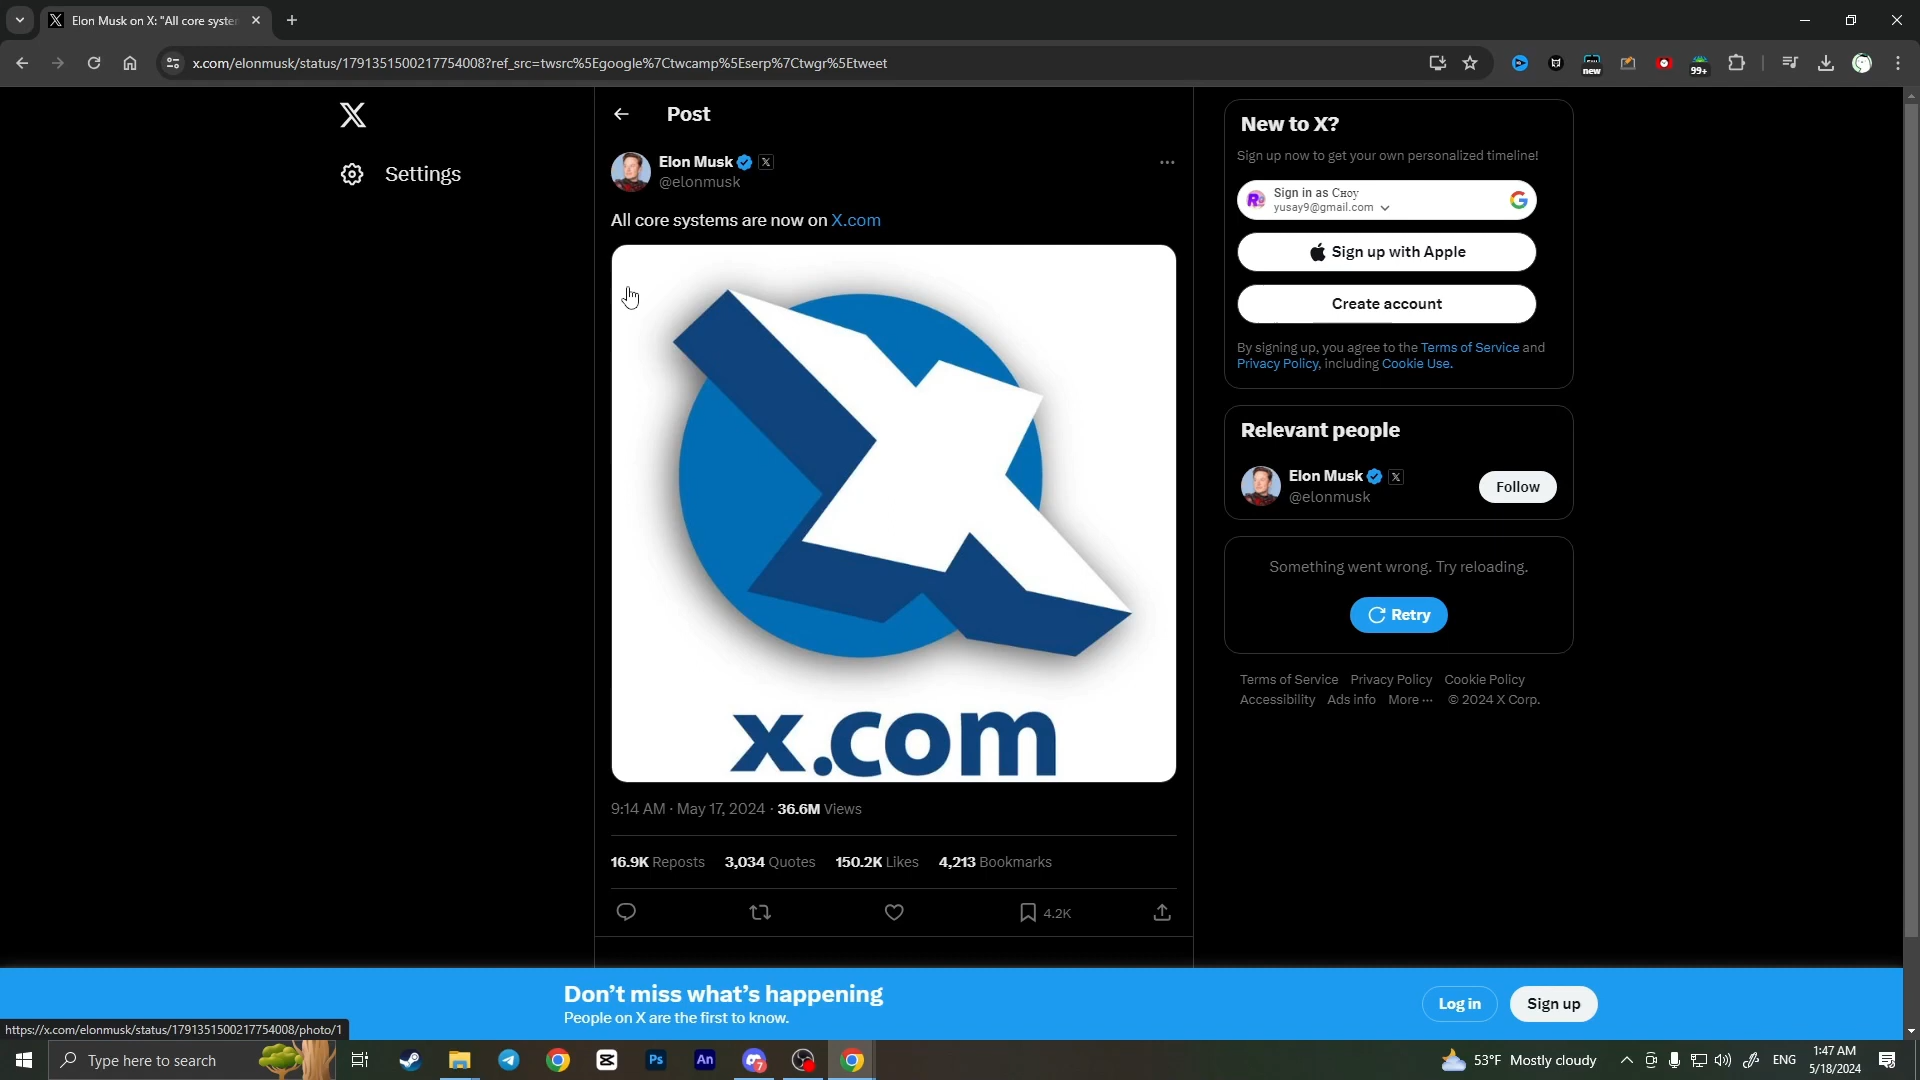 Elon Musk on X: "All core system
x.com/elonmusk/status/1791351500217754008?ref_src=twsrc%5Egoogle%7Ctwcamp%5Eserp%7Ctwgr%5Etweet
new
99+
Settings
Post
Elon Musk
@elonmusk
All core systems are now on X.com
x.com
9:14 AM · May 17, 2024 · 36.6M Views
16.9K Reposts 3,034 Quotes 150.2K Likes 4,213 Bookmarks
4.2K
New to X?
Sign up now to get your own personalized timeline!
Sign in as Сноу
yusay9@gmail.com
Sign up with Apple
Create account
By signing up, you agree to the Terms of Service and
Privacy Policy, including Cookie Use.
Relevant people
Elon Musk
@elonmusk
Follow
Something went wrong. Try reloading.
Retry
Terms of Service Privacy Policy Cookie Policy
Accessibility Ads info More ··· © 2024 X Corp.
Don’t miss what’s happening
People on X are the first to know.
Log in
Sign up
https://x.com/elonmusk/status/1791351500217754008/photo/1
Type here to search
Ps
An
7
53°F Mostly cloudy
ENG
1:47 AM
5/18/2024